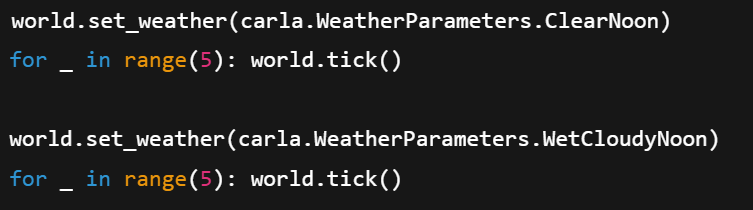 world.set_weather(carla.WeatherParameters.ClearNoon)
for _ in range(5): world.tick()
world.set_weather(carla.WeatherParameters.WetCloudyNoon)
for _ in range(5): world.tick()